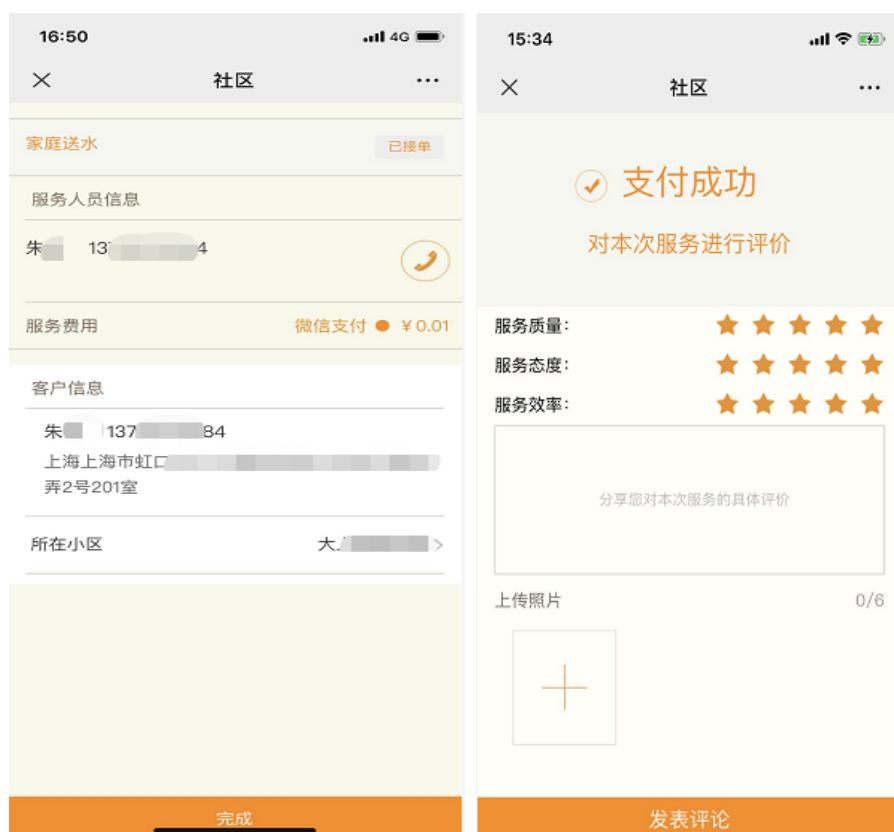 16:50
4G
社区
家庭送水
已接单
服务人员信息
朱 13 4
服务费用
微信支付 ¥0.01
客户信息
朱 137 84
上海上海市虹口
弄2号201室
所在小区
大
完成
15:34
社区
支付成功
对本次服务进行评价
服务质量:
服务态度:
服务效率:
分享您对本次服务的具体评价
上传照片
0/6
发表评论